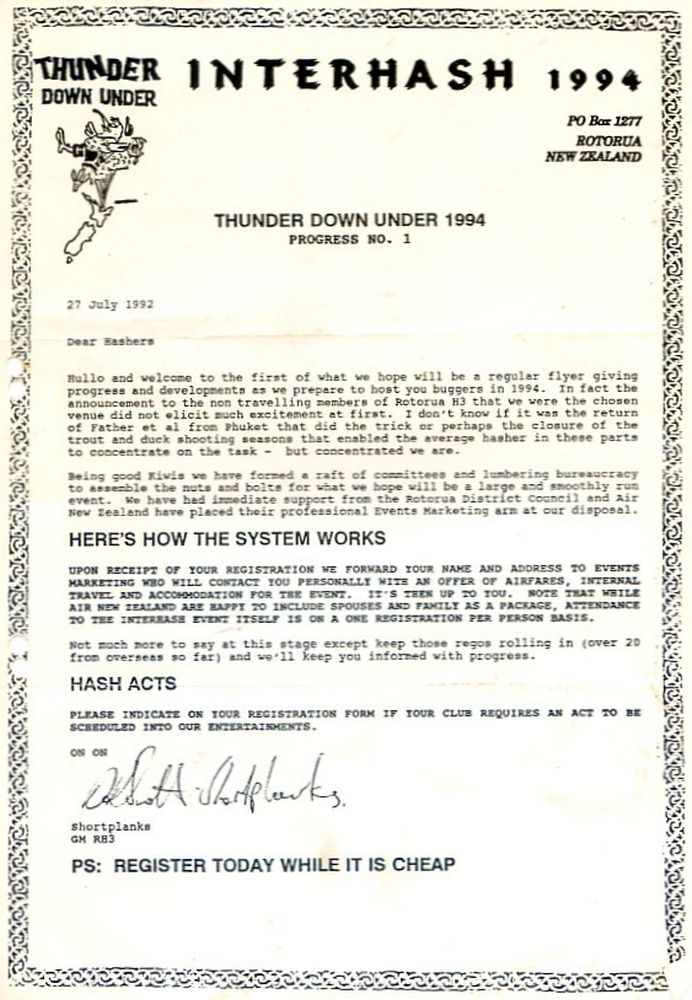 THUNDER
DOWN UNDER
INTERHASH 1994
PO Box 1277
ROTORUA
NEW ZEALAND
THUNDER DOWN UNDER 1994
PROGRESS NO. 1
27 July 1992
Dear Hashers
Hullo and welcome to the first of what we hope will be a regular flyer giving
progress and developments as we prepare to host you buggers in 1994. In fact the
announcement to the non travelling members of Rotorua H3 that we were the chosen
venue did not elicit much excitement at first. I don't know if it was the return
of Father et al from Phuket that did the trick or perhaps the closure of the
trout and duck shooting seasons that enabled the average hasher in these parts
to concentrate on the task - but concentrated we are.
Being good Kiwis we have formed a raft of committees and lumbering bureaucracy
to assemble the nuts and bolts for what we hope will be a large and smoothly run
event. We have had immediate support from the Rotorua District Council and Air
New Zealand have placed their professional Events Marketing arm at our disposal.
HERE'S HOW THE SYSTEM WORKS
UPON RECEIPT OF YOUR REGISTRATION WE FORWARD YOUR NAME AND ADDRESS TO EVENTS
MARKETING WHO WILL CONTACT YOU PERSONALLY WITH AN OFFER OF AIRFARES, INTERNAL
TRAVEL AND ACCOMMODATION FOR THE EVENT. IT'S THEN UP TO YOU. NOTE THAT WHILE
AIR NEW ZEALAND ARE HAPPY TO INCLUDE SPOUSES AND FAMILY AS A PACKAGE, ATTENDANCE
TO THE INTERHASH EVENT ITSELF IS ON A ONE REGISTRATION PER PERSON BASIS.
Not much more to say at this stage except keep those regos rolling in (over 20
from overseas so far) and we'll keep you informed with progress.
HASH ACTS
PLEASE INDICATE ON YOUR REGISTRATION FORM IF YOUR CLUB REQUIRES AN ACT TO BE
SCHEDULED INTO OUR ENTERTAINMENTS.
ON ON
Shortplanks.
Shortplanks
GM RH3
PS: REGISTER TODAY WHILE IT IS CHEAP